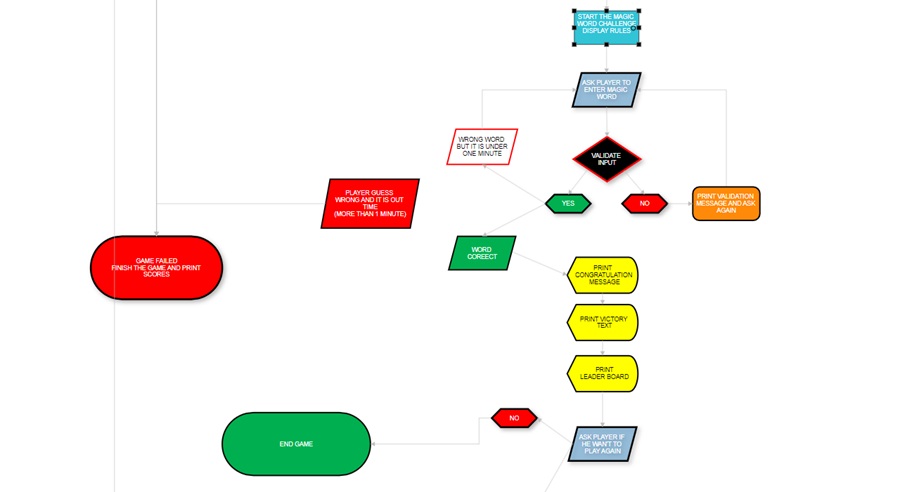 START THE MAGIC
WORD CHALLENGE
DISPLAY RULES
ASK PLAYER TO
ENTER MAGIC
WORD
WRONG WORD
BUT IT IS UNDER
ONE MINUTE
VALIDATE
INPUT
PLAYER GUESS
WRONG AND IT IS OUT
TIME
(MORE THAN 1 MINUTE)
YES
NO
PRINT VALIDATION
MESSAGE AND ASK
AGAIN
WORD
COREECT
GAME FAILED
FINISH THE GAME AND PRINT
SCORES
PRINT
CONGRATULATION
MESSAGE
PRINT VICTORY
TEXT
PRINT
LEADER BOARD
NO
END GAME
ASK PLAYER IF
HE WAN'T TO
PLAY AGAIN